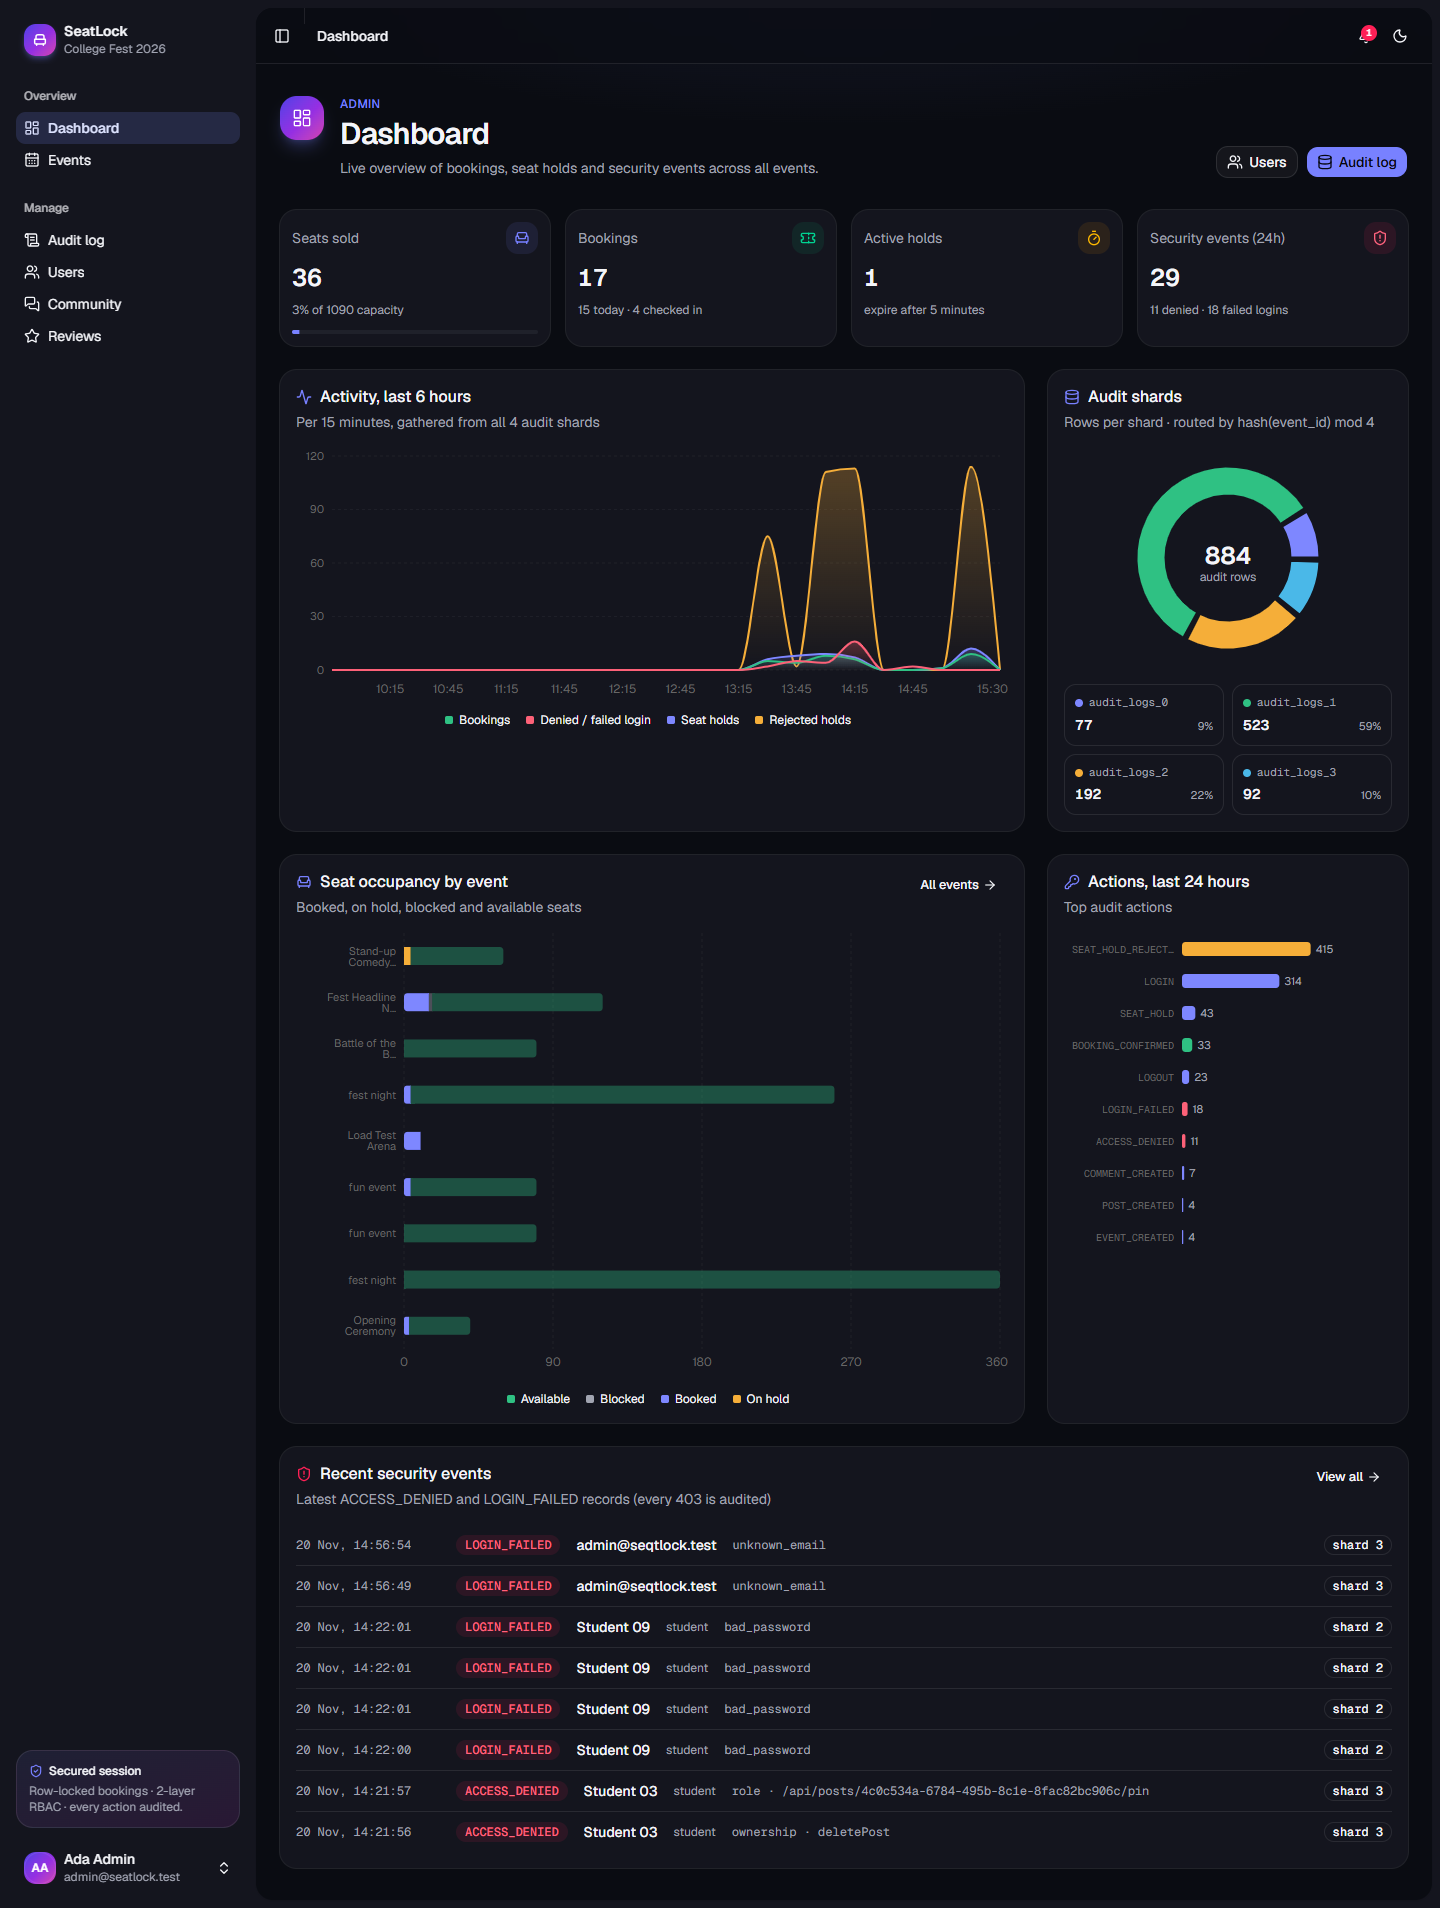 SeatLock
College Fest 2026
Overview
Dashboard
Events
Manage
Audit log
Users
Community
Reviews
Secured session
Row-locked bookings · 2-layer
RBAC · every action audited.
AA
Ada Admin
admin@seatlock.test
Dashboard
1
ADMIN
Dashboard
Live overview of bookings, seat holds and security events across all events.
Users
Audit log
Seats sold
36
3% of 1090 capacity
Bookings
17
15 today · 4 checked in
Active holds
1
expire after 5 minutes
Security events (24h)
29
11 denied · 18 failed logins
Activity, last 6 hours
Per 15 minutes, gathered from all 4 audit shards
120
90
60
30
0
10:15 10:45 11:15 11:45 12:15 12:45 13:15 13:45 14:15 14:45 15:30
Bookings Denied / failed login Seat holds Rejected holds
Audit shards
Rows per shard · routed by hash(event_id) mod 4
884
audit rows
audit_logs_0
77 9%
audit_logs_1
523 59%
audit_logs_2
192 22%
audit_logs_3
92 10%
Seat occupancy by event
All events →
Booked, on hold, blocked and available seats
Stand-up
Comedy…
Fest Headline
N…
Battle of the
B…
fest night
Load Test
Arena
fun event
fun event
fest night
Opening
Ceremony
0 90 180 270 360
Available Blocked Booked On hold
Actions, last 24 hours
Top audit actions
SEAT_HOLD_REJECT… 415
LOGIN 314
SEAT_HOLD 43
BOOKING_CONFIRMED 33
LOGOUT 23
LOGIN_FAILED 18
ACCESS_DENIED 11
COMMENT_CREATED 7
POST_CREATED 4
EVENT_CREATED 4
Recent security events
View all →
Latest ACCESS_DENIED and LOGIN_FAILED records (every 403 is audited)
20 Nov, 14:56:54 LOGIN_FAILED admin@seqtlock.test unknown_email shard 3
20 Nov, 14:56:49 LOGIN_FAILED admin@seqtlock.test unknown_email shard 3
20 Nov, 14:22:01 LOGIN_FAILED Student 09 student bad_password shard 2
20 Nov, 14:22:01 LOGIN_FAILED Student 09 student bad_password shard 2
20 Nov, 14:22:01 LOGIN_FAILED Student 09 student bad_password shard 2
20 Nov, 14:22:00 LOGIN_FAILED Student 09 student bad_password shard 2
20 Nov, 14:21:57 ACCESS_DENIED Student 03 student role · /api/posts/4c0c534a-6784-495b-8c1e-8fac82bc906c/pin shard 3
20 Nov, 14:21:56 ACCESS_DENIED Student 03 student ownership · deletePost shard 3